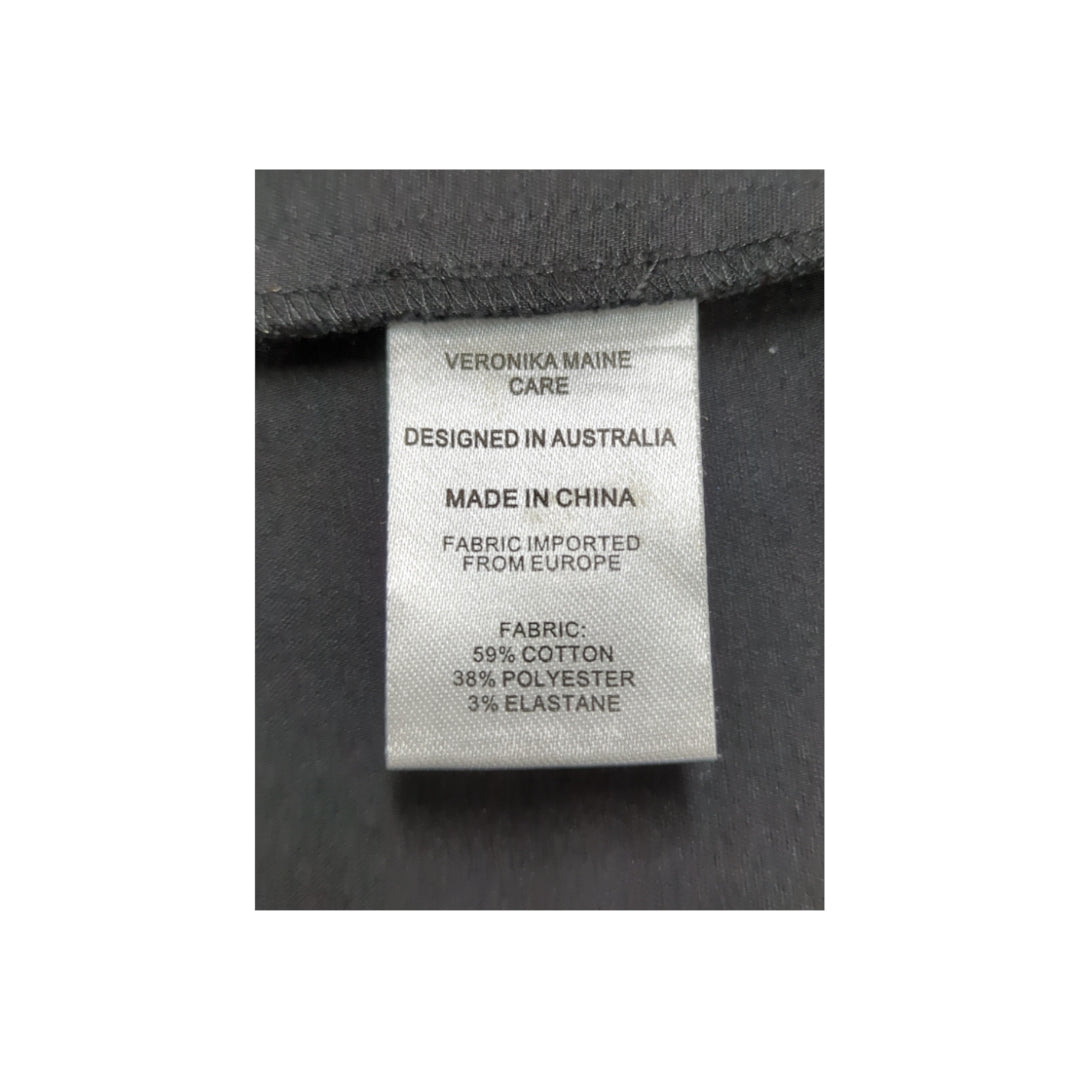 VERONIKA MAINE
CARE
DESIGNED IN AUSTRALIA
MADE IN CHINA
FABRIC IMPORTED
FROM EUROPE
FABRIC:
59% COTTON
38% POLYESTER
3% ELASTANE